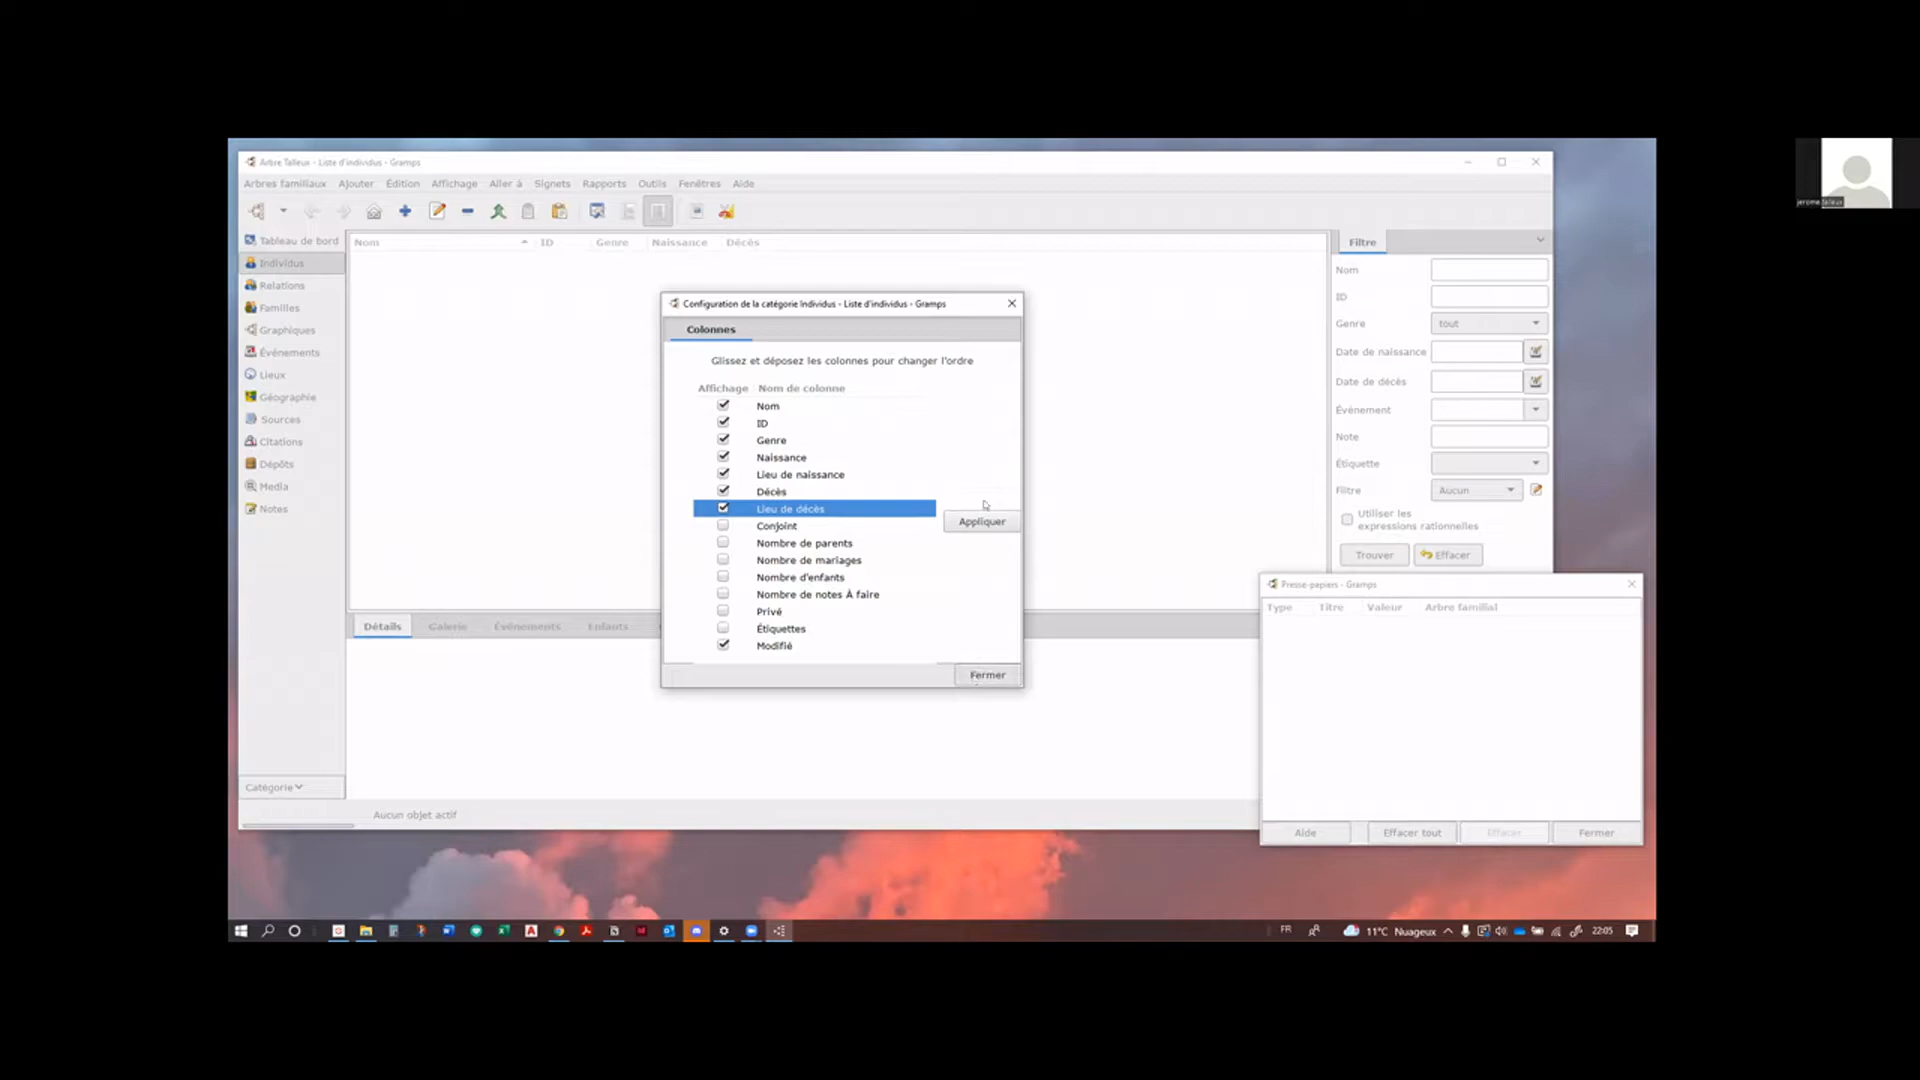 Arbre Talleux - Liste d'individus - Gramps
Arbres familiaux Ajouter Édition Affichage Aller à Signets Rapports Outils Fenêtres Aide
Tableau de bord
Individus
Relations
Familles
Graphiques
Événements
Lieux
Géographie
Sources
Citations
Dépôts
Media
Notes
Catégorie
Nom ID Genre Naissance Décès
Configuration de la catégorie Individus - Liste d'individus - Gramps
Colonnes
Glissez et déposez les colonnes pour changer l'ordre
Affichage Nom de colonne
Nom
ID
Genre
Naissance
Lieu de naissance
Décès
Lieu de décès
Conjoint
Nombre de parents
Nombre de mariages
Nombre d'enfants
Nombre de notes À faire
Privé
Étiquettes
Modifié
Appliquer
Fermer
Détails Galerie Événements Enfants
Aucun objet actif
Filtre
Nom
ID
Genre tout
Date de naissance
Date de décès
Événement
Note
Étiquette
Filtre Aucun
Utiliser les
expressions rationnelles
Trouver Effacer
Presse-papiers - Gramps
Type Titre Valeur Arbre familial
Aide Effacer tout Effacer Fermer
FR 11°C Nuageux 22:05
jerome talleux